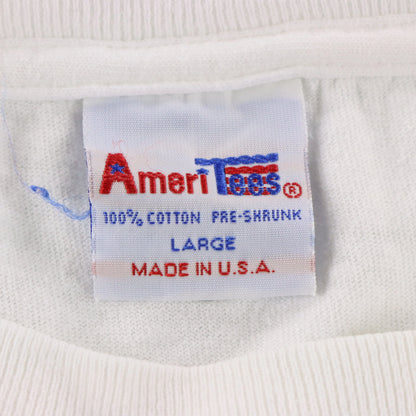 AmeriTees®
100% COTTON PRE-SHRUNK
LARGE
MADE IN U.S.A.